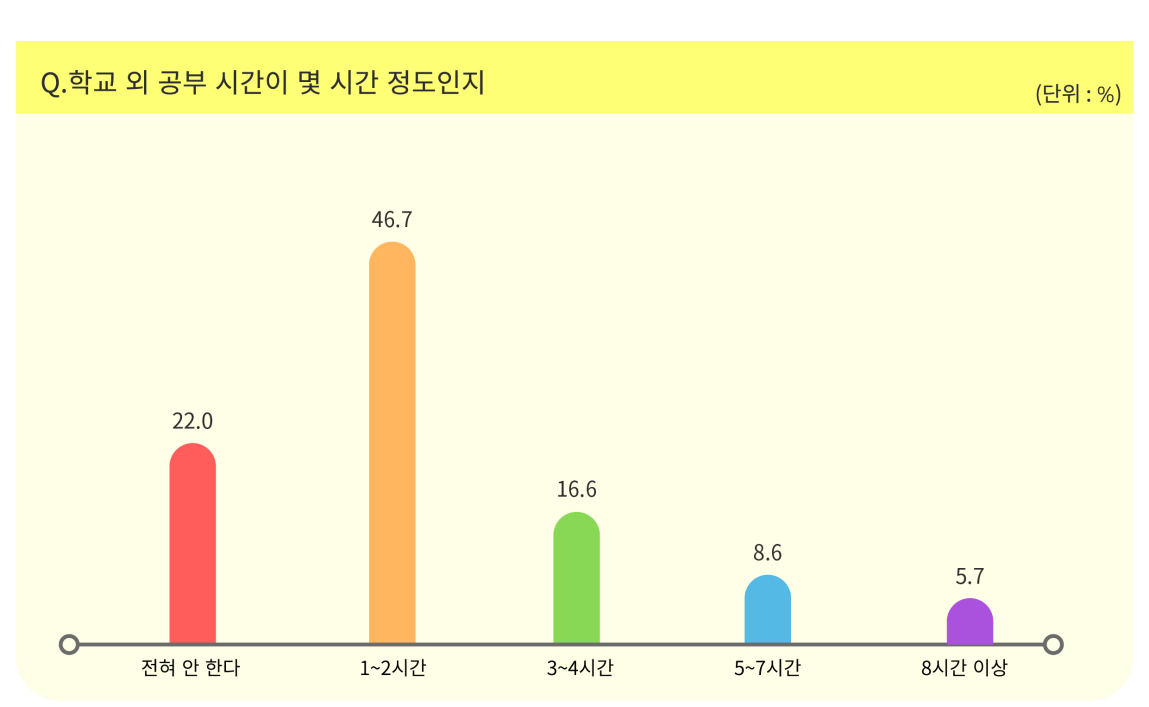 Q.학교 외 공부 시간이 몇 시간 정도인지
(단위 : %)
46.7
22.0
16.6
8.6
5.7
전혀 안 한다
1~2시간
3~4시간
5~7시간
8시간 이상